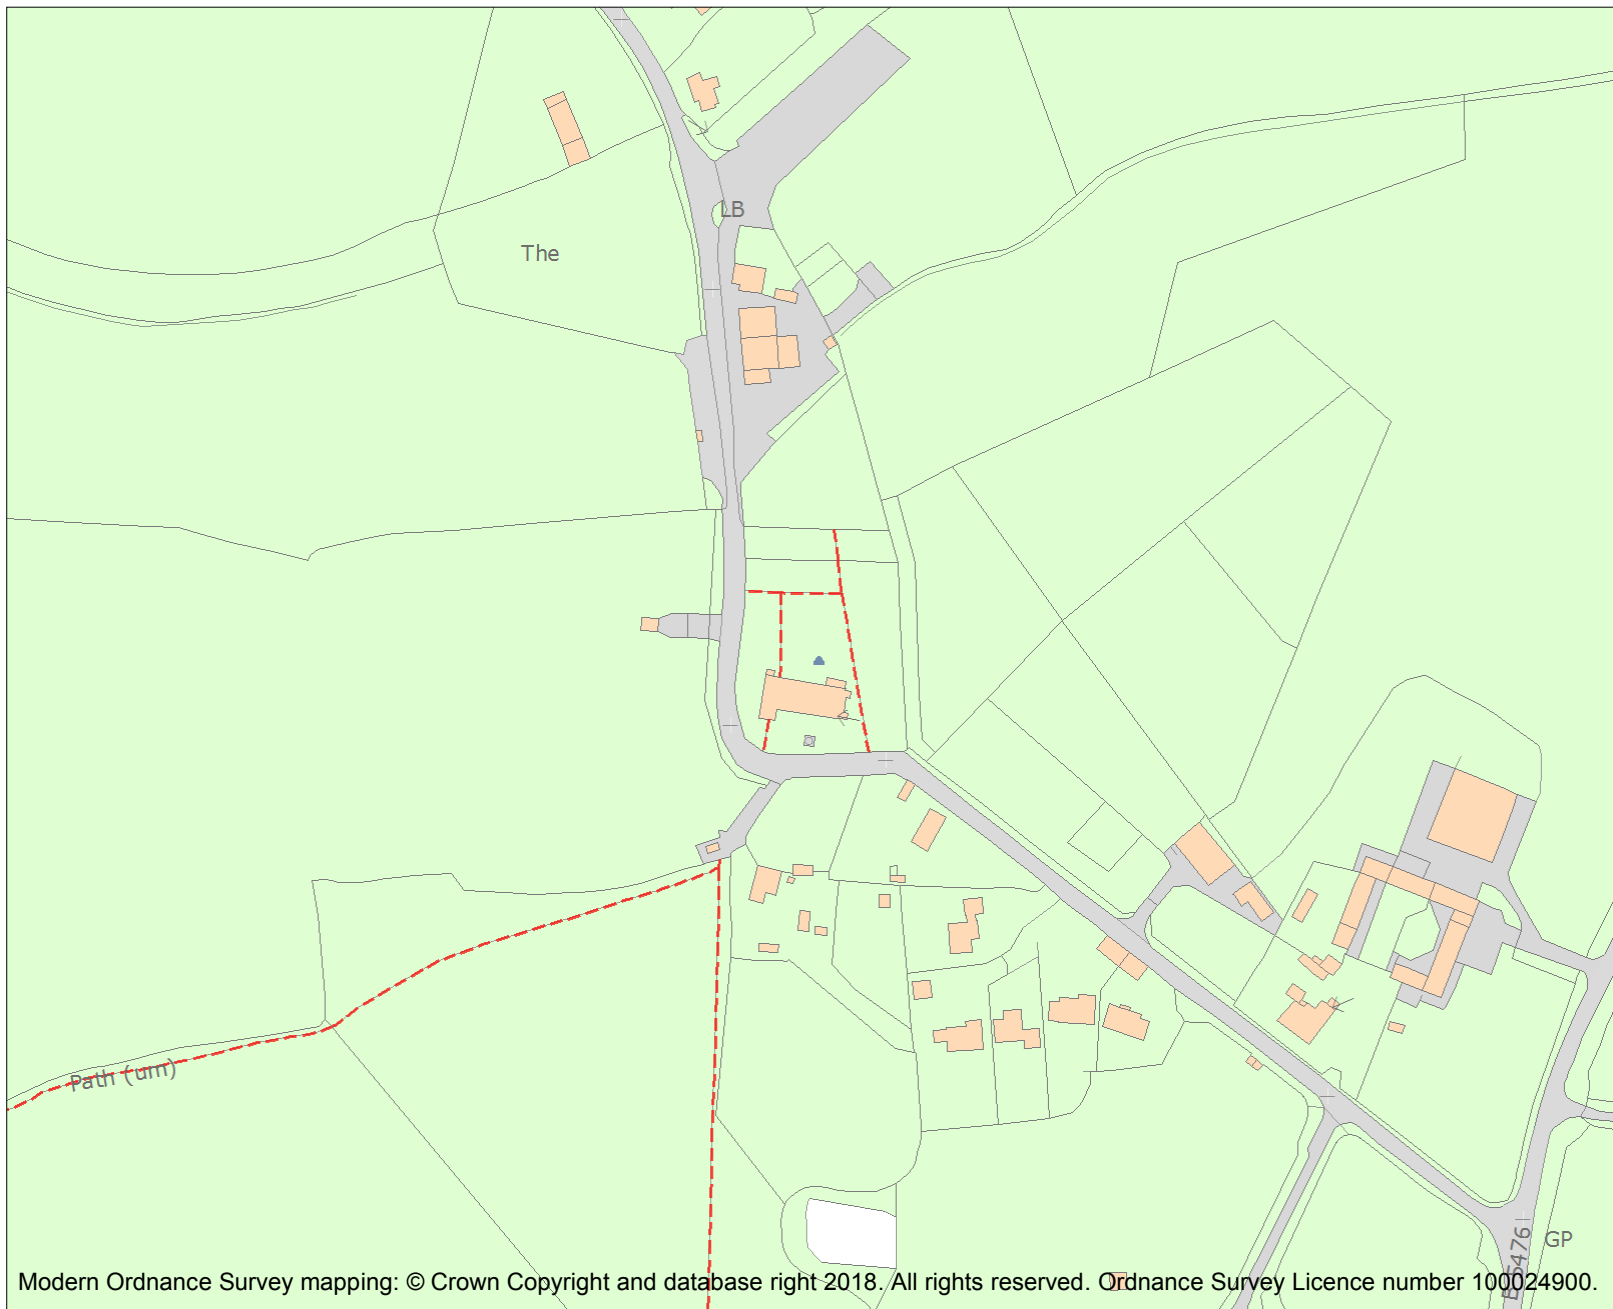 LB
The
Path (um)
B5476
GP
Modern Ordnance Survey mapping: © Crown Copyright and database right 2018. All rights reserved. Ordnance Survey Licence number 100024900.